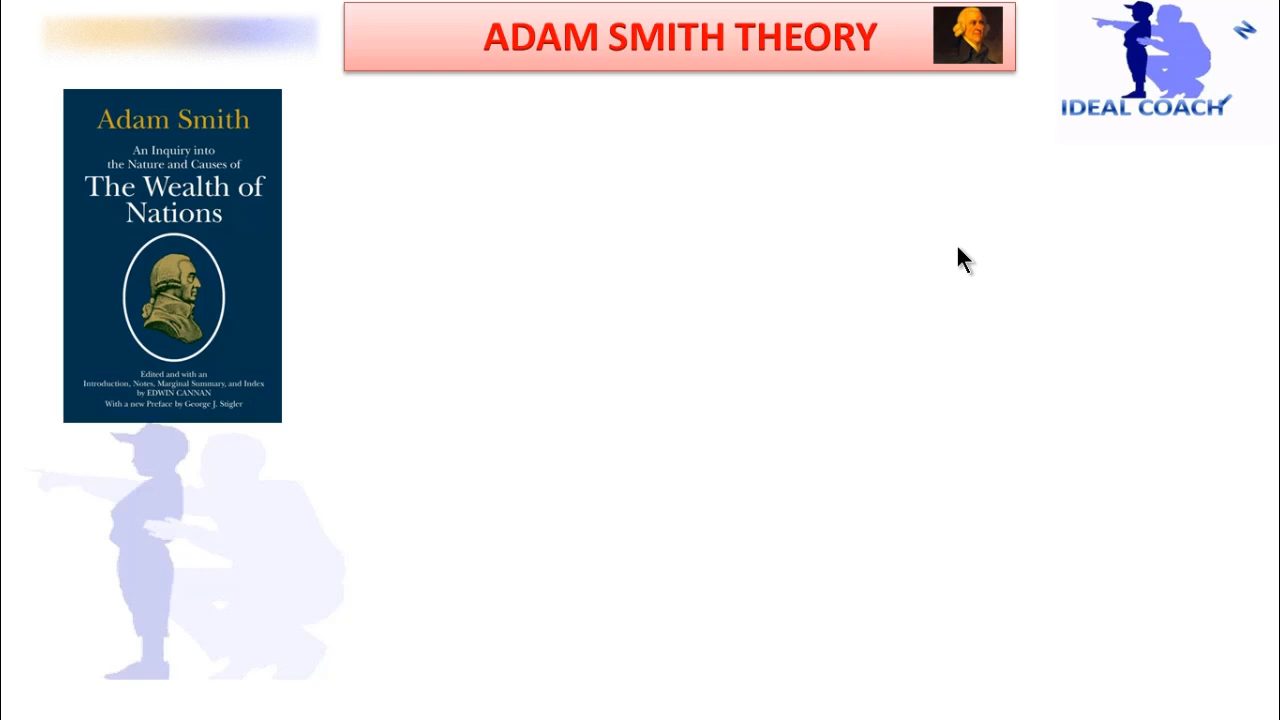 ADAM SMITH THEORY
IDEAL COACH
Adam Smith
An Inquiry into
the Nature and Causes of
The Wealth of
Nations
Edited and with an
Introduction, Notes, Marginal Summary, and Index
by EDWIN CANNAN
With a new Preface by George J. Stigler